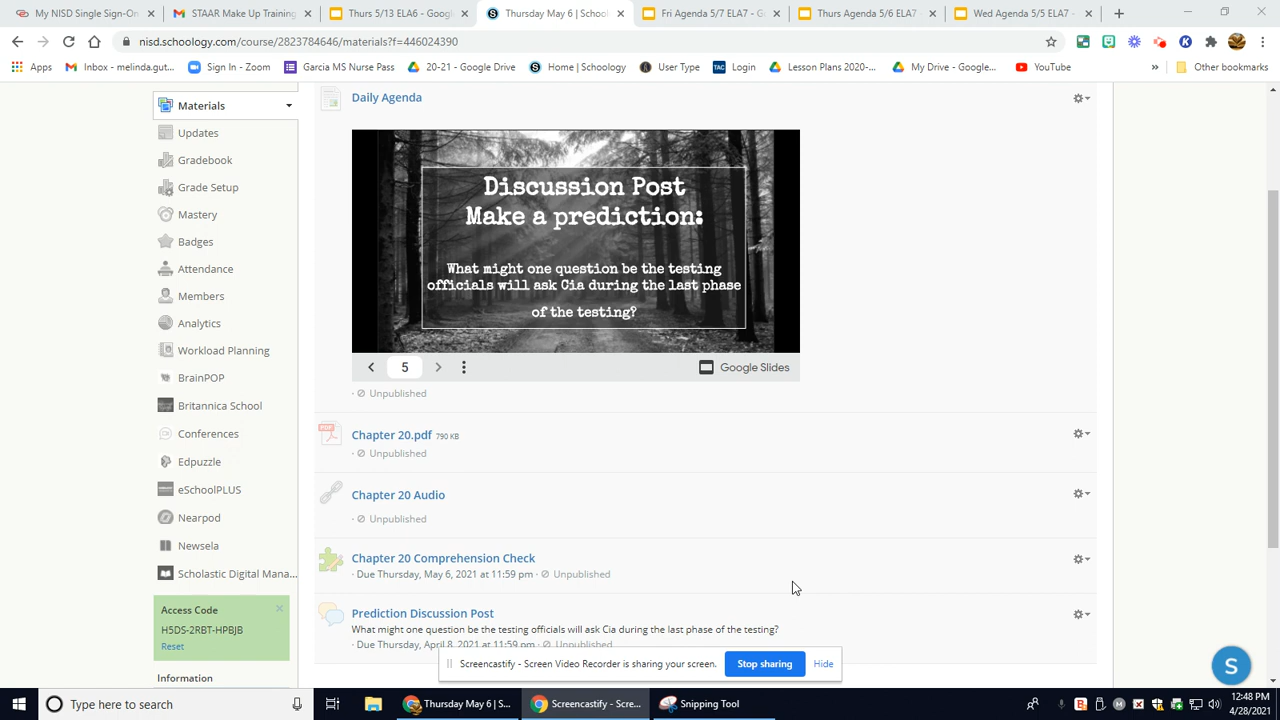 My NISD Single Sign-On
STAAR Make Up Training
Thurs 5/13 ELA6 - Google
Thursday May 6 | School
Fri Agenda 5/7 ELA7 - G
Thurs Agenda 5/6 ELA7
Wed Agenda 5/5 ELA7 -
nisd.schoology.com/course/2823784646/materials?f=446024390
Apps
Inbox - melinda.gut...
Sign In - Zoom
Garcia MS Nurse Pass
20-21 - Google Drive
Home | Schoology
User Type
TAC Login
Lesson Plans 2020-...
My Drive - Google...
YouTube
»
Other bookmarks
Materials
Updates
Gradebook
Grade Setup
Mastery
Badges
Attendance
Members
Analytics
Workload Planning
BrainPOP
Britannica School
Conferences
Edpuzzle
eSchoolPLUS
Nearpod
Newsela
Scholastic Digital Mana...
Access Code
H5DS-2RBT-HPBJB
Reset
Information
Daily Agenda
Discussion Post
Make a prediction:
What might one question be the testing
officials will ask Cia during the last phase
of the testing?
5
Google Slides
· Unpublished
Chapter 20.pdf 790 KB
· Unpublished
Chapter 20 Audio
· Unpublished
Chapter 20 Comprehension Check
· Due Thursday, May 6, 2021 at 11:59 pm · Unpublished
Prediction Discussion Post
What might one question be the testing officials will ask Cia during the last phase of the testing?
· Due Thursday, April 8, 2021 at 11:59 pm · Unpublished
Screencastify - Screen Video Recorder is sharing your screen.
Stop sharing
Hide
S
Type here to search
Thursday May 6 | S...
Screencastify - Scre...
Snipping Tool
12:48 PM
4/28/2021